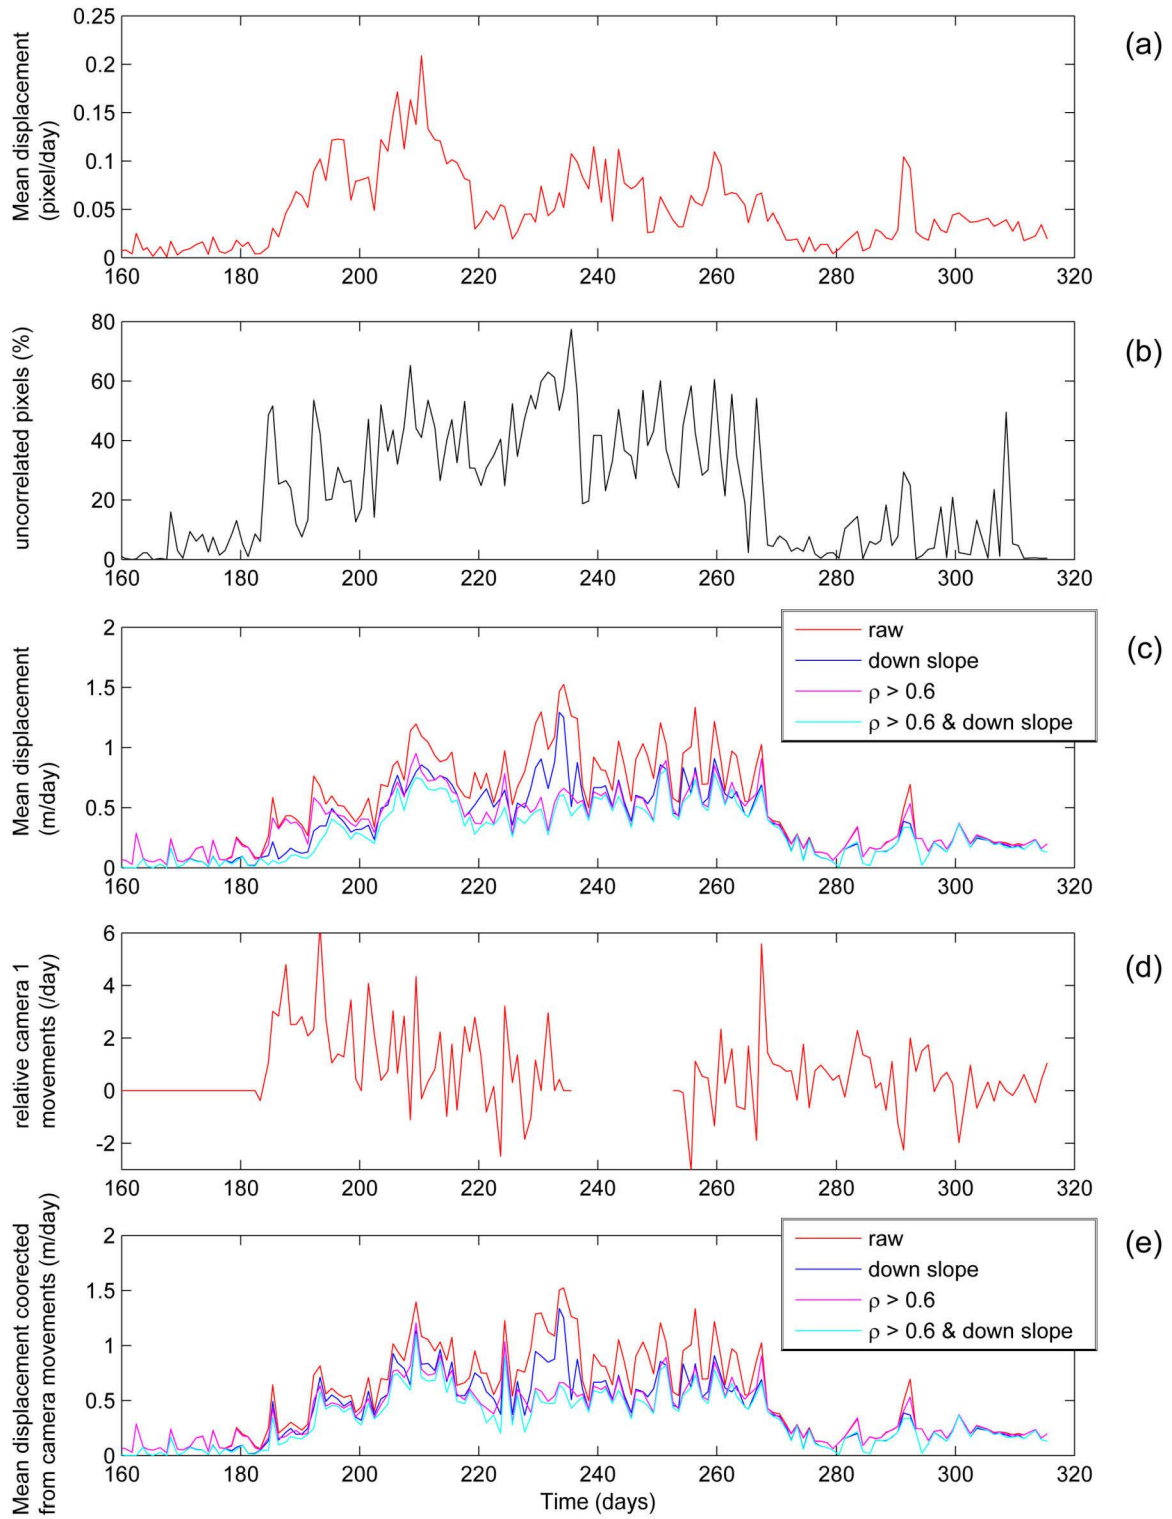 Mean displacement
(pixel/day)
0.25
0.2
0.15
0.1
0.05
0
160 180 200 220 240 260 280 300 320
(a)
uncorrelated pixels (%)
80
60
40
20
0
160 180 200 220 240 260 280 300 320
(b)
Mean displacement
(m/day)
2
1.5
1
0.5
0
160 180 200 220 240 260 280 300 320
raw
down slope
ρ > 0.6
ρ > 0.6 & down slope
(c)
relative camera 1
movements (/day)
6
4
2
0
-2
160 180 200 220 240 260 280 300 320
(d)
Mean displacement coorected
from camera movements (m/day)
2
1.5
1
0.5
0
160 180 200 220 240 260 280 300 320
raw
down slope
ρ > 0.6
ρ > 0.6 & down slope
(e)
Time (days)